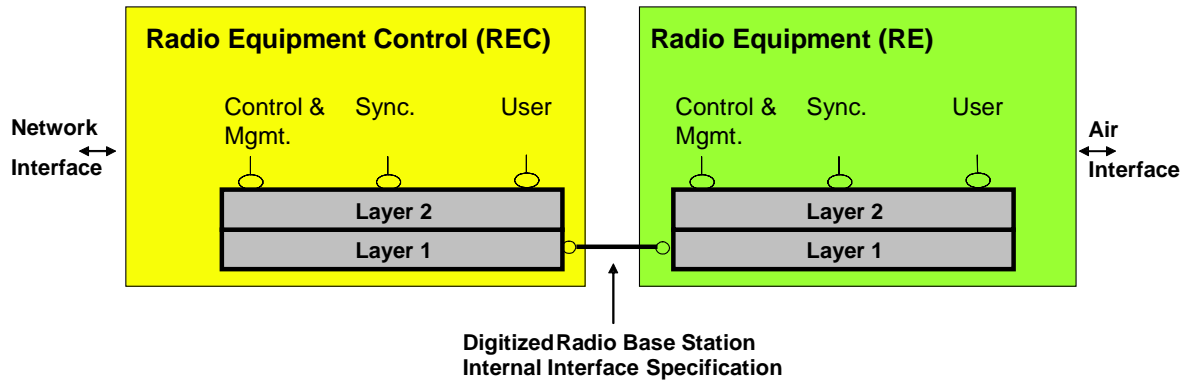 Radio Equipment Control (REC)
Radio Equipment (RE)
Control & Sync. User
Mgmt.
Control & Sync. User
Mgmt.
Network
Interface
Air
Interface
Layer 2
Layer 1
Layer 2
Layer 1
Digitized Radio Base Station
Internal Interface Specification